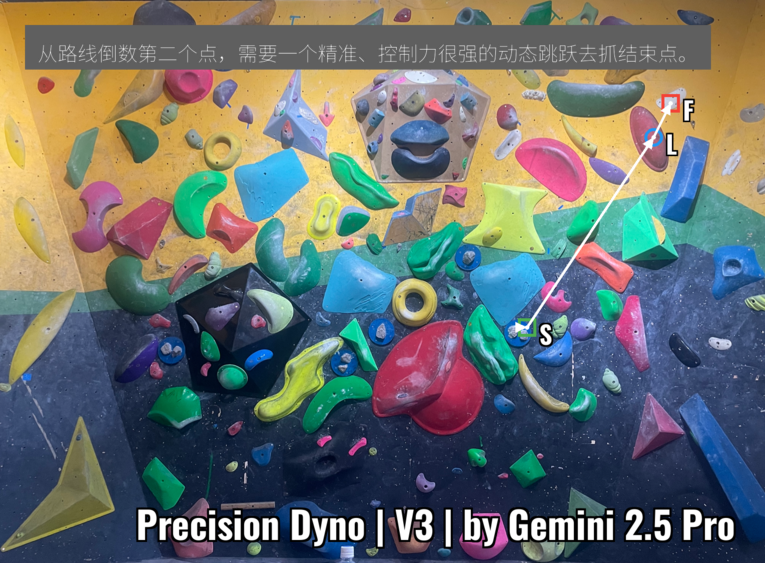 从路线倒数第二个点，需要一个精准、控制力很强的动态跳跃去抓结束点。
F
L
S
Precision Dyno | V3 | by Gemini 2.5 Pro